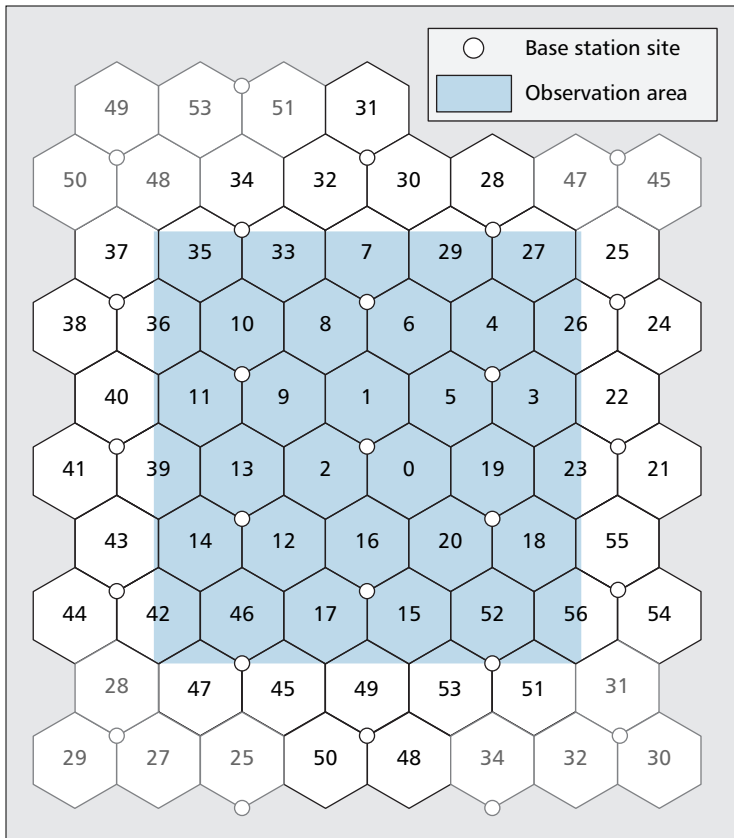 Base station site
Observation area
49 53 51 31
50 48 34 32 30 28 47 45
37 35 33 7 29 27 25
38 36 10 8 6 4 26 24
40 11 9 1 5 3 22
41 39 13 2 0 19 23 21
43 14 12 16 20 18 55
44 42 46 17 15 52 56 54
28 47 45 49 53 51 31
29 27 25 50 48 34 32 30